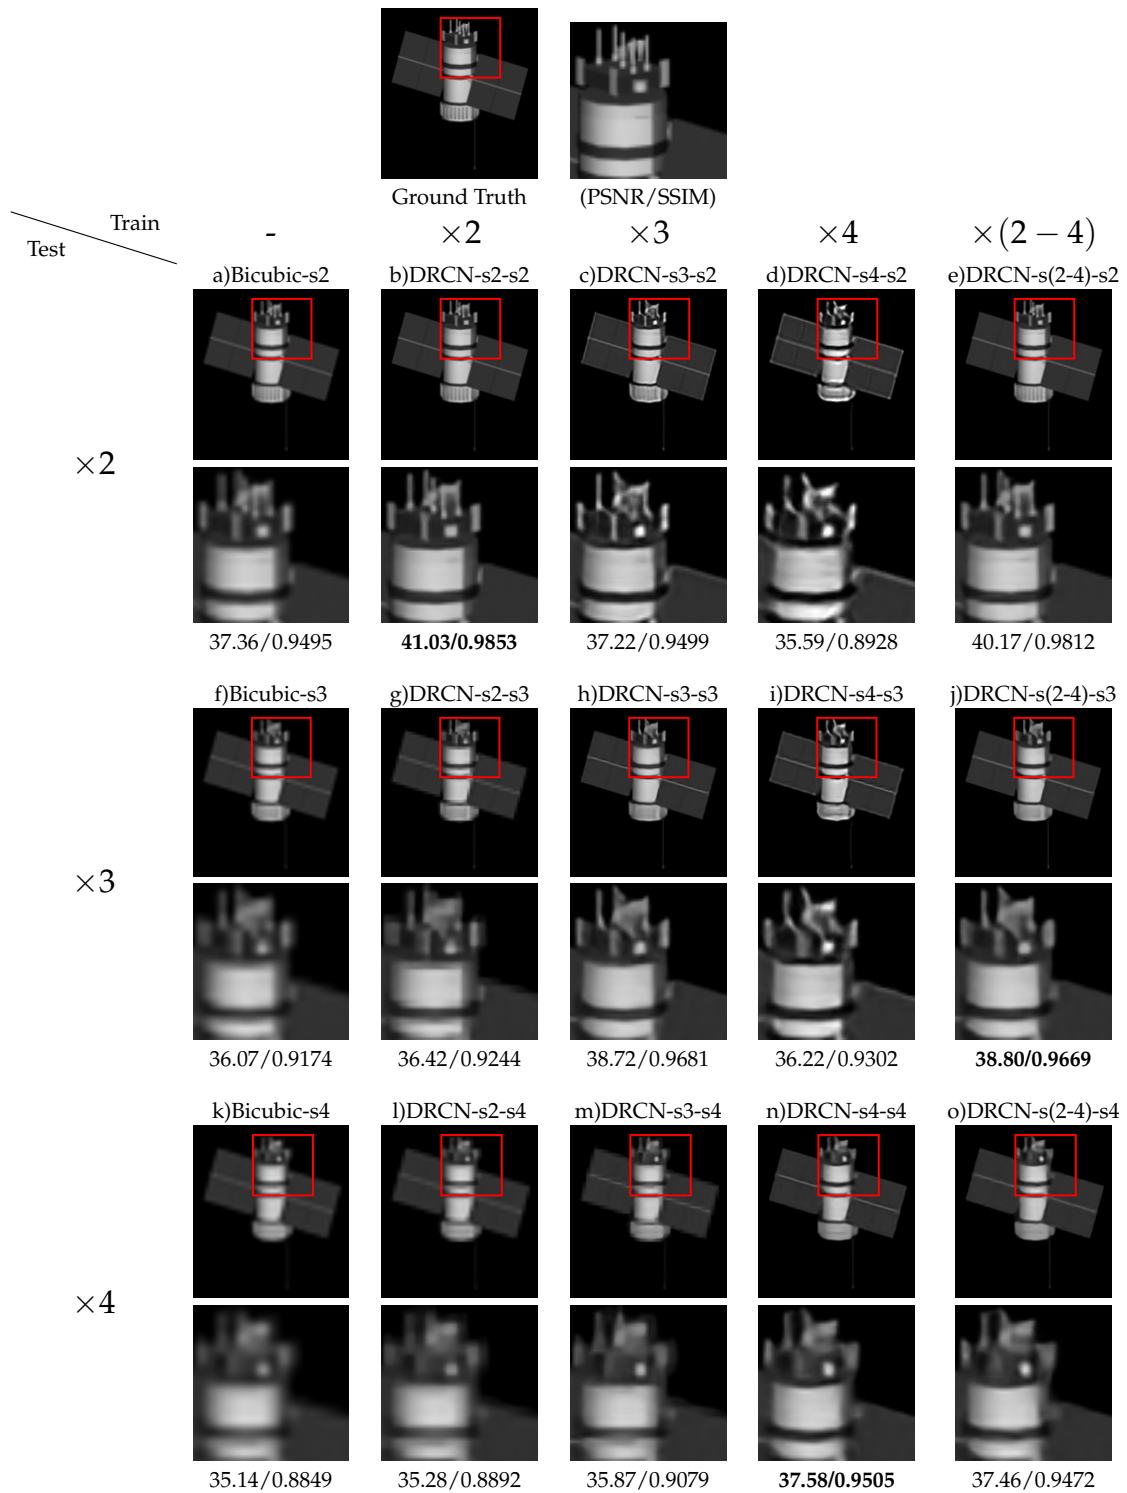 Ground Truth (PSNR/SSIM)
Train
Test
- ×2 ×3 ×4 ×(2 − 4)
a)Bicubic-s2 b)DRCN-s2-s2 c)DRCN-s3-s2 d)DRCN-s4-s2 e)DRCN-s(2-4)-s2
×2
37.36/0.9495 41.03/0.9853 37.22/0.9499 35.59/0.8928 40.17/0.9812
f)Bicubic-s3 g)DRCN-s2-s3 h)DRCN-s3-s3 i)DRCN-s4-s3 j)DRCN-s(2-4)-s3
×3
36.07/0.9174 36.42/0.9244 38.72/0.9681 36.22/0.9302 38.80/0.9669
k)Bicubic-s4 l)DRCN-s2-s4 m)DRCN-s3-s4 n)DRCN-s4-s4 o)DRCN-s(2-4)-s4
×4
35.14/0.8849 35.28/0.8892 35.87/0.9079 37.58/0.9505 37.46/0.9472